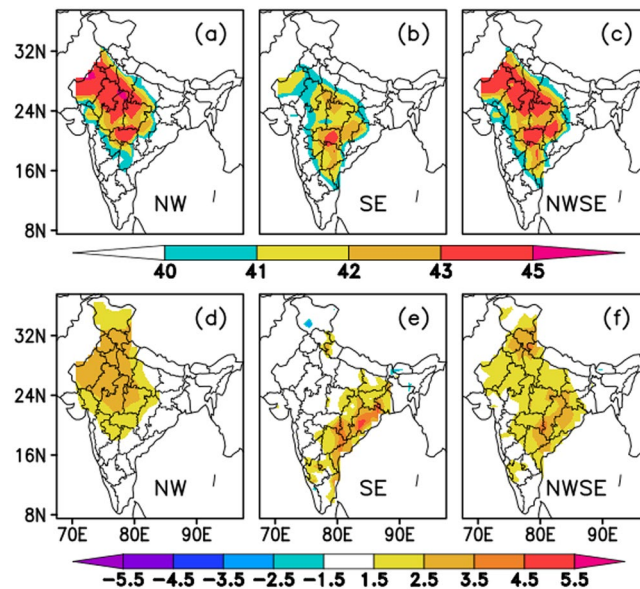 (a) (b) (c)
32N
24N
16N
NW SE NWSE
8N
40 41 42 43 45
(d) (e) (f)
32N
24N
16N
NW SE NWSE
8N
70E 80E 90E 70E 80E 90E 70E 80E 90E
-5.5 -4.5 -3.5 -2.5 -1.5 1.5 2.5 3.5 4.5 5.5